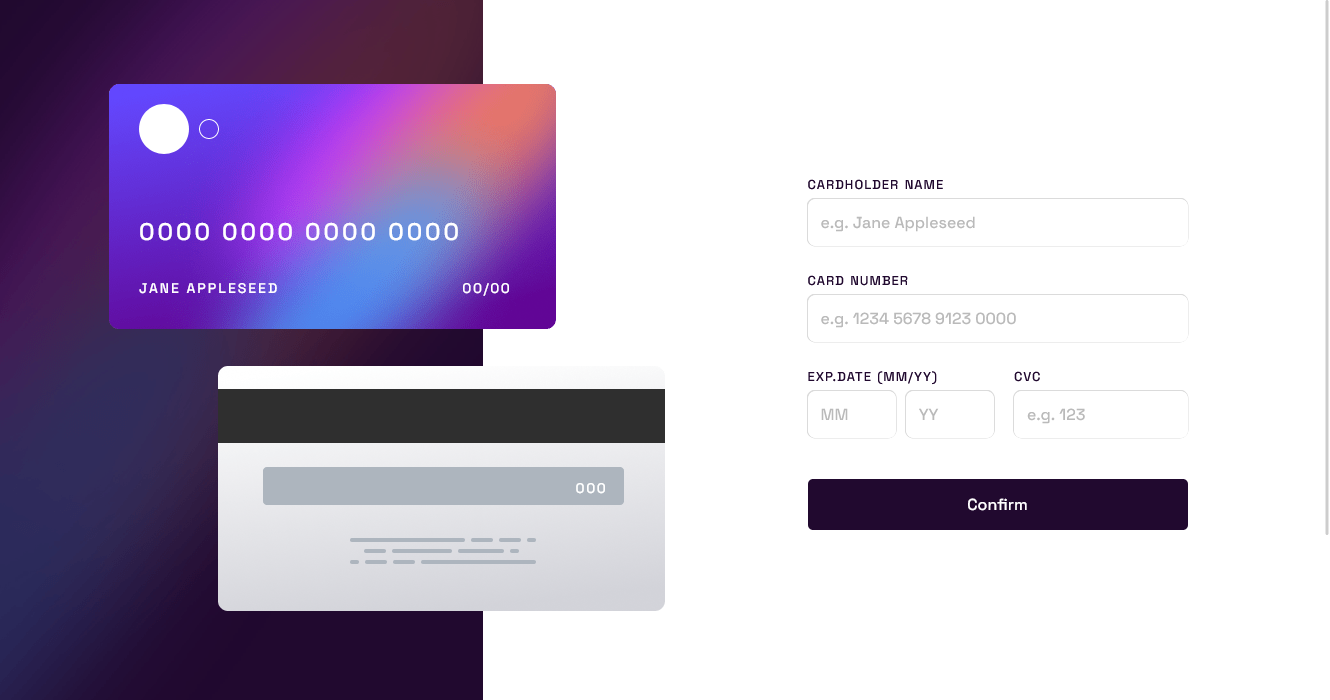 0000 0000 0000 0000
JANE APPLESEED 00/00
000
CARDHOLDER NAME
e.g. Jane Appleseed
CARD NUMBER
e.g. 1234 5678 9123 0000
EXP.DATE (MM/YY) CVC
MM YY e.g. 123
Confirm